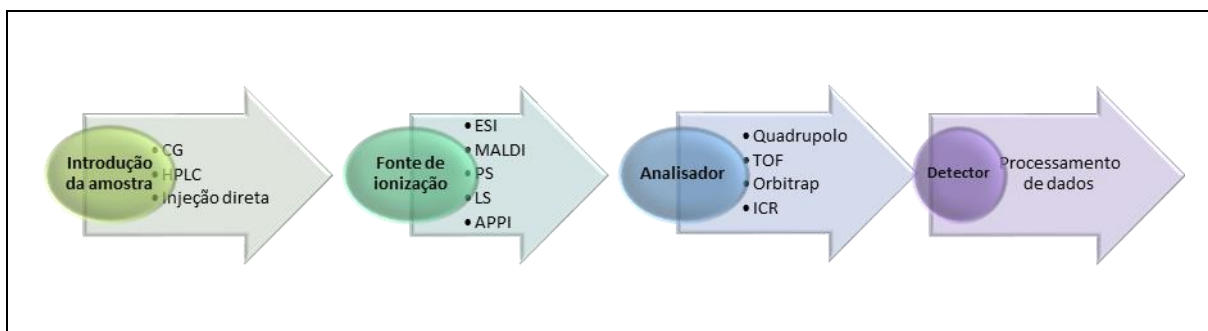 Introdução
da amostra
• CG
• HPLC
• Injeção direta
Fonte de
ionização
• ESI
• MALDI
• PS
• LS
• APPI
Analisador
• Quadrupolo
• TOF
• Orbitrap
• ICR
Detector
Processamento
de dados